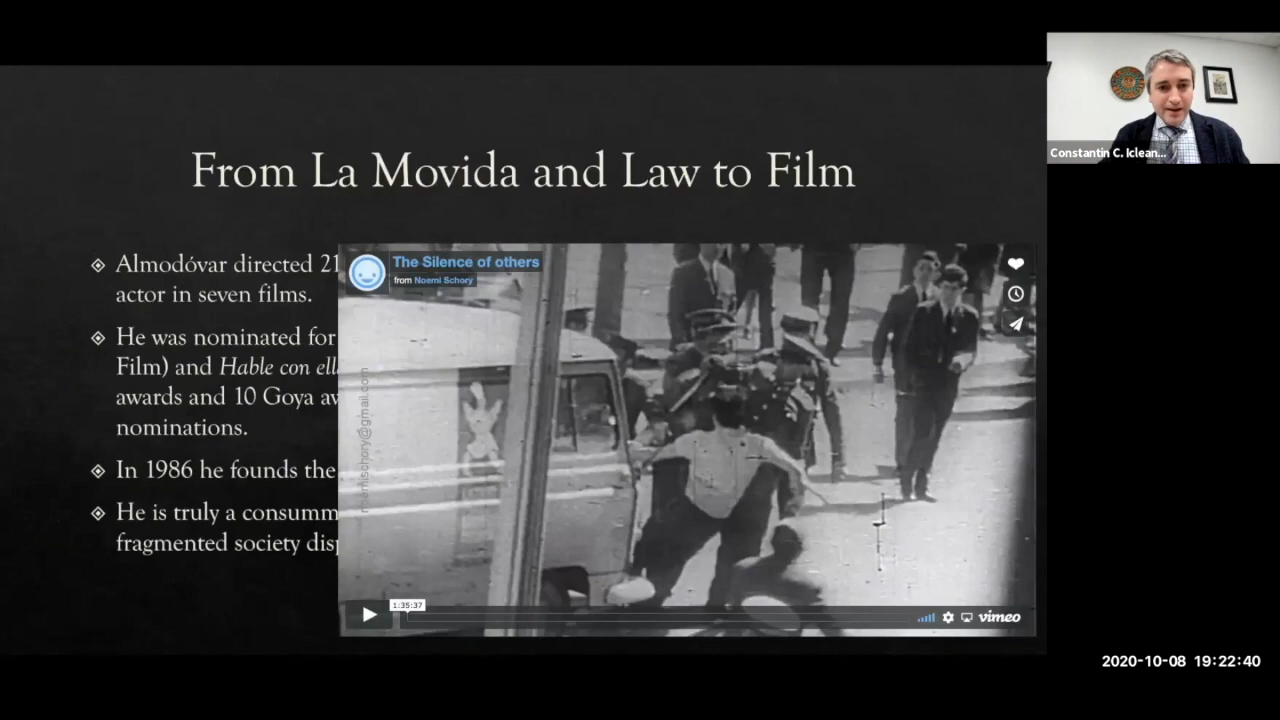 From La Movida and Law to Film
Almodóvar directed 21
actor in seven films.
He was nominated for
Film) and Hable con ell
awards and 10 Goya aw
nominations.
In 1986 he founds the
He is truly a consumm
fragmented society disp
The Silence of others
from Noemi Schory
noemischory@gmail.com
1:35:37
vimeo
Constantin C. Iclean...
2020-10-08 19:22:40